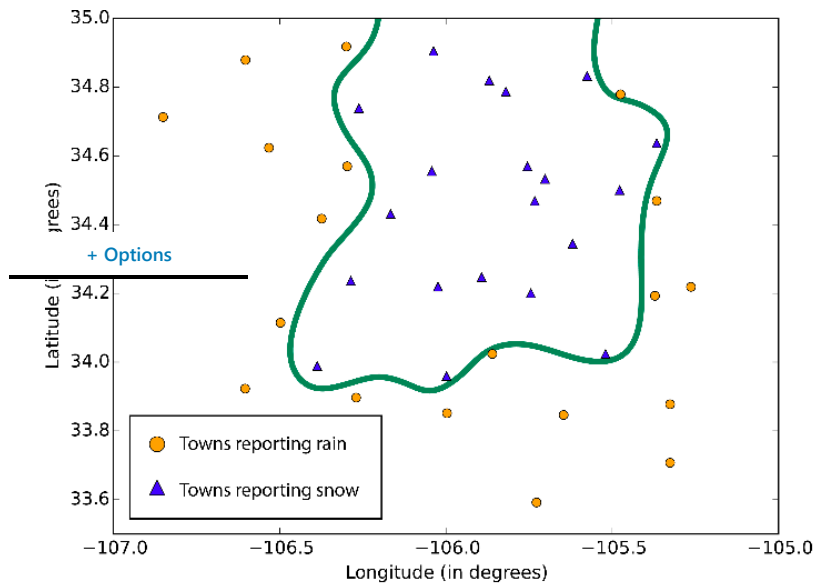 35.0
34.8
34.6
34.4
34.2
34.0
33.8
33.6
Latitude (i grees)
+ Options
Towns reporting rain
Towns reporting snow
−107.0 −106.5 −106.0 −105.5 −105.0
Longitude (in degrees)